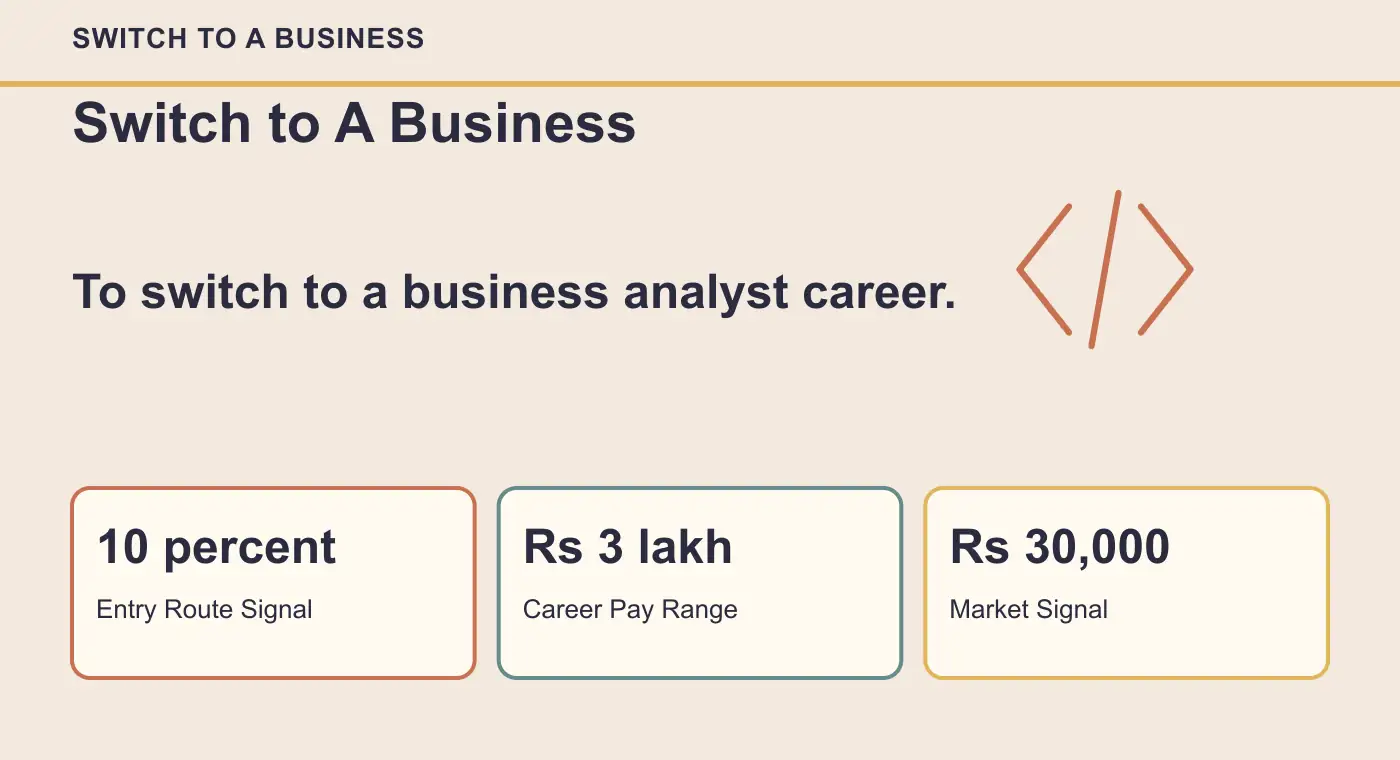 SWITCH TO A BUSINESS
Switch to A Business
To switch to a business analyst career.
10 percent
Entry Route Signal
Rs 3 lakh
Career Pay Range
Rs 30,000
Market Signal